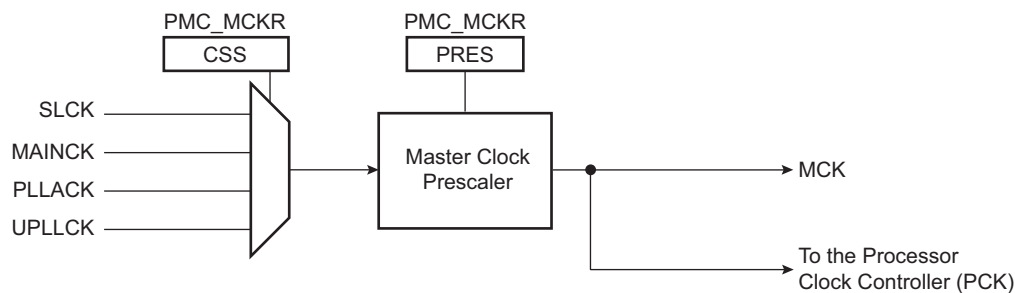 PMC_MCKR
PMC_MCKR
CSS
PRES
SLCK
MAINCK
PLLACK
UPLLCK
Master Clock
Prescaler
MCK
To the Processor
Clock Controller (PCK)